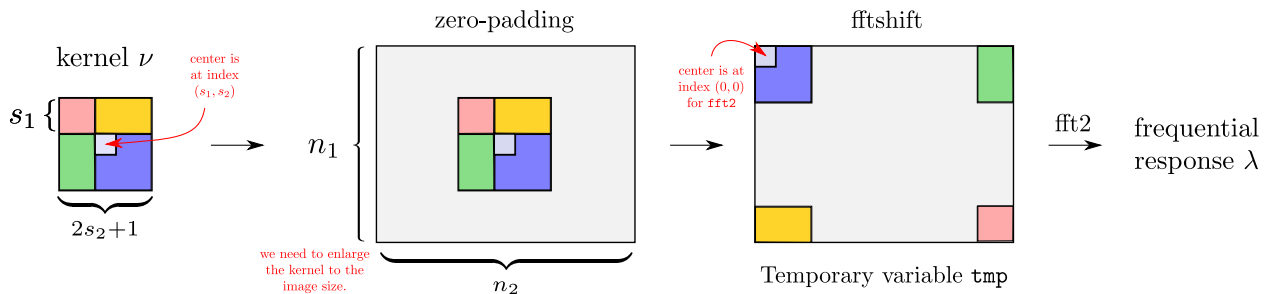 kernel ν
center is
at index
(s₁, s₂)
s₁
2s₂+1
zero-padding
n₁
we need to enlarge
the kernel to the
image size.
n₂
fftshift
center is at
index (0, 0)
for fft2
Temporary variable tmp
fft2
frequential
response λ